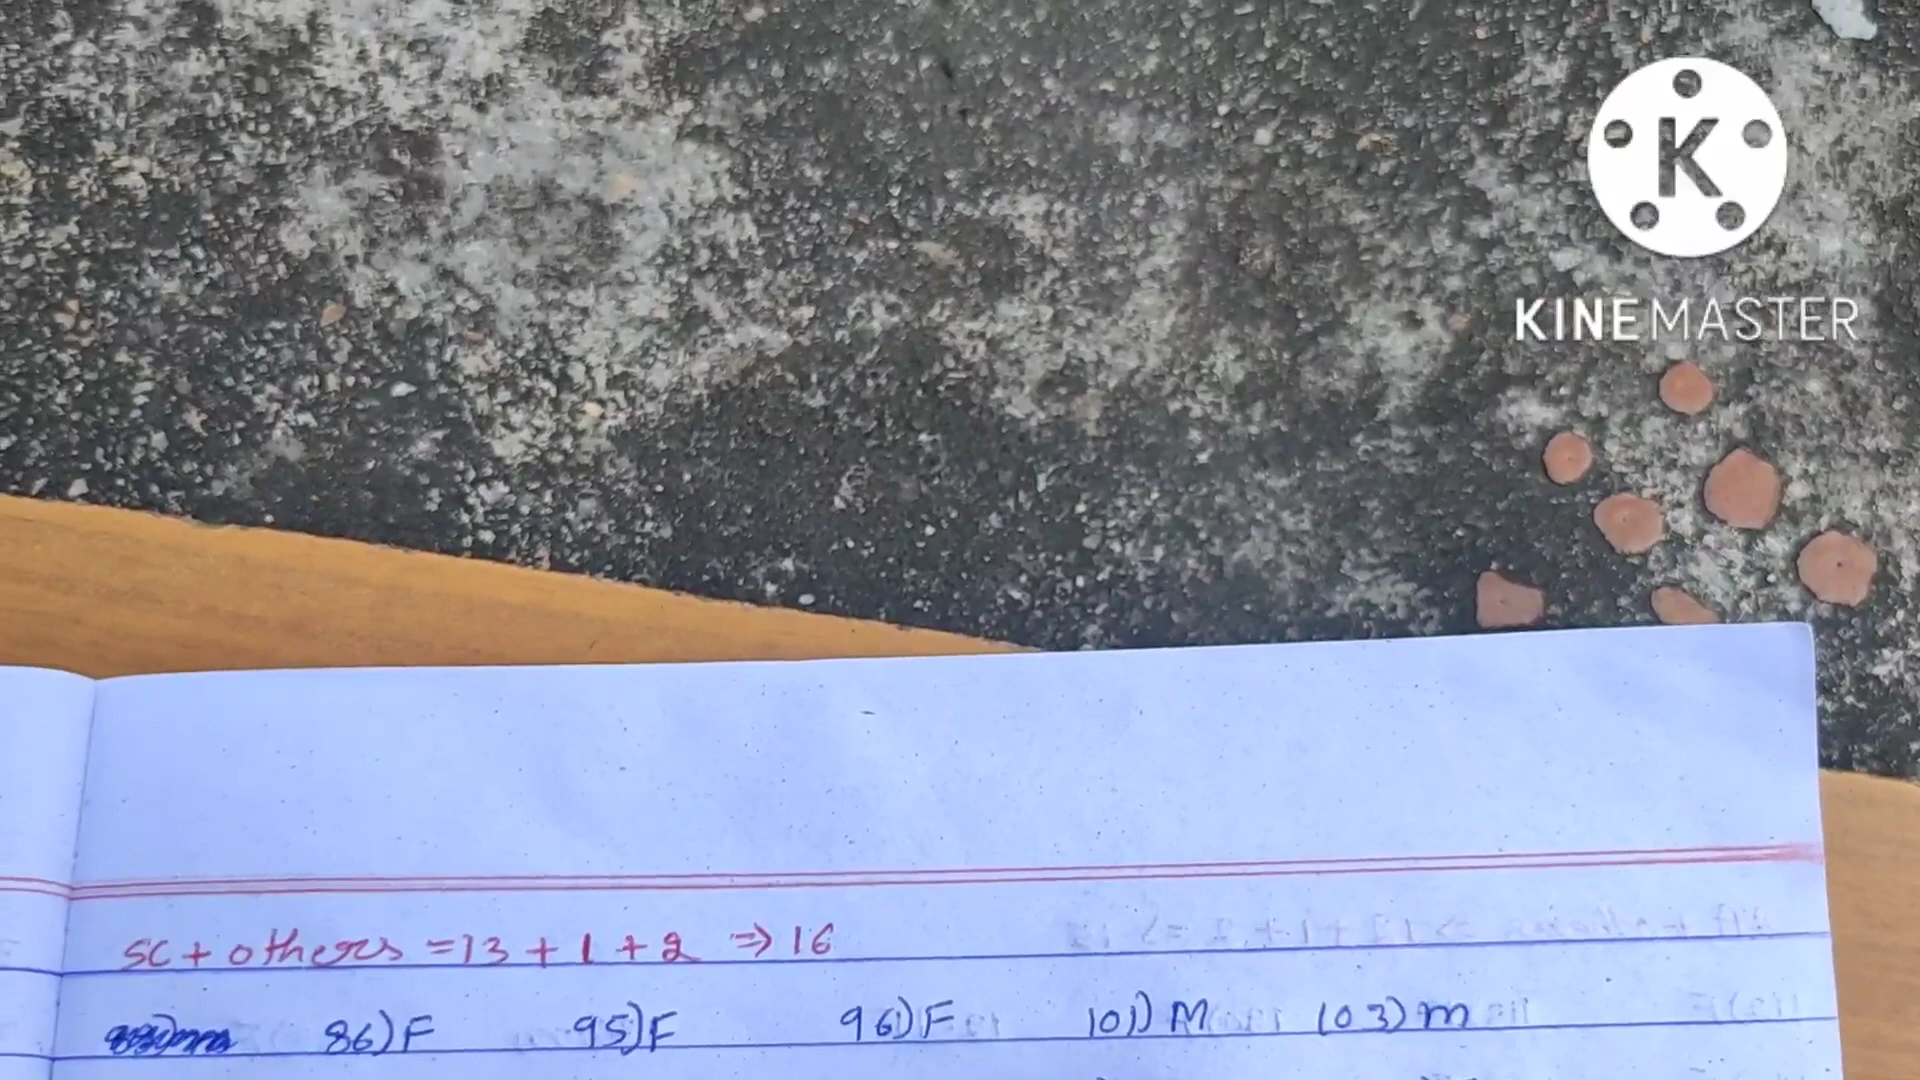 KINEMASTER
SC + others = 13 + 1 + 2 => 16
86) F 95) F 96) F 101) M 103) m